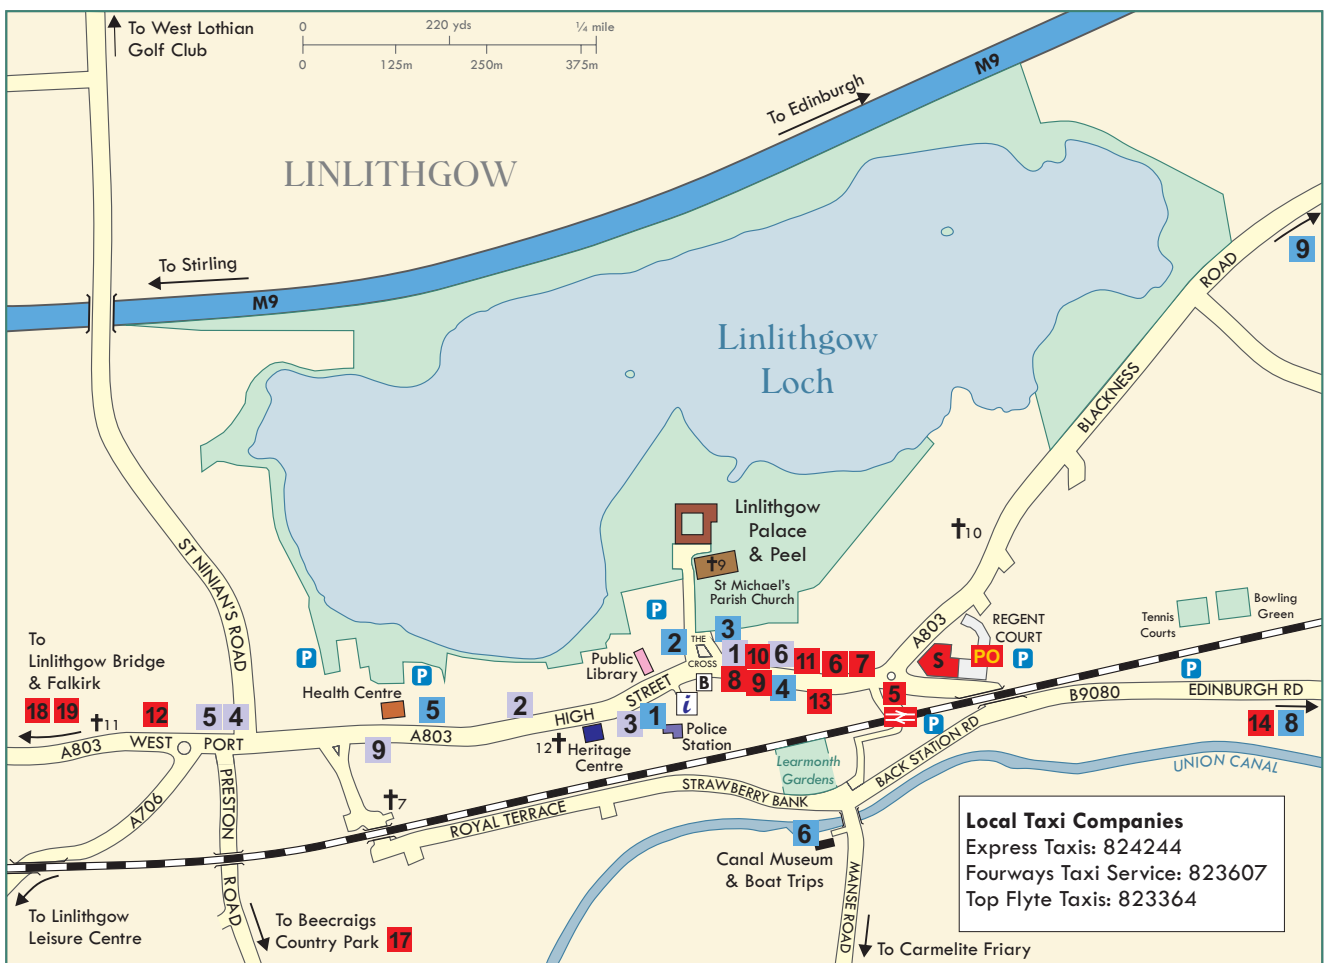 To West Lothian
Golf Club
0 220 yds ¼ mile
0 125m 250m 375m
M9
To Edinburgh
LINLITHGOW
To Stirling
M9
ROAD
9
Linlithgow
Loch
BLACKNESS
Linlithgow
Palace
& Peel
10
9
St Michael's
Parish Church
ST NINIAN'S ROAD
P
P
P
2
3
THE
CROSS
1
10
6
11
6
7
8
9
4
13
B
i
A803
REGENT
COURT
S
PO
P
Tennis
Courts
Bowling
Green
P
5
P
B9080
EDINBURGH RD
14
8
To
Linlithgow Bridge
& Falkirk
18
19
11
12
5
4
A803
WEST
PORT
Health Centre
5
2
9
A803
HIGH
STREET
Public
Library
3
1
12
Heritage
Centre
Police
Station
Learmonth
Gardens
BACK STATION RD
UNION CANAL
A706
PRESTON
ROAD
7
ROYAL TERRACE
STRAWBERRY BANK
6
Canal Museum
& Boat Trips
MANSE ROAD
Local Taxi Companies
Express Taxis: 824244
Fourways Taxi Service: 823607
Top Flyte Taxis: 823364
To Linlithgow
Leisure Centre
To Beecraigs
Country Park
17
To Carmelite Friary